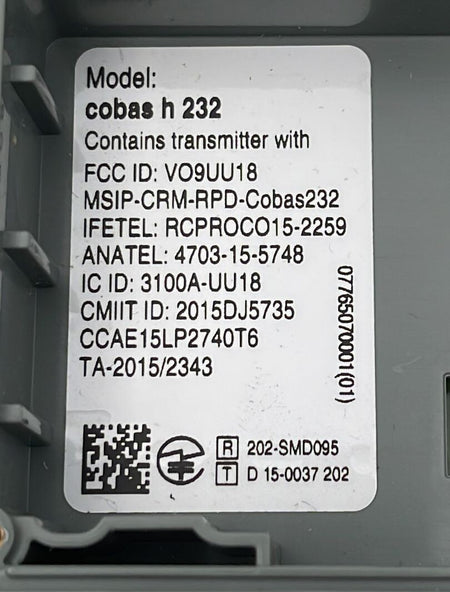 Model:
cobas h 232
Contains transmitter with
FCC ID: VO9UU18
MSIP-CRM-RPD-Cobas232
IFETEL: RCPROCO15-2259
ANATEL: 4703-15-5748
IC ID: 3100A-UU18
CMIIT ID: 2015DJ5735
CCAE15LP2740T6
TA-2015/2343
07765070001(01)
R 202-SMD095
T D 15-0037 202